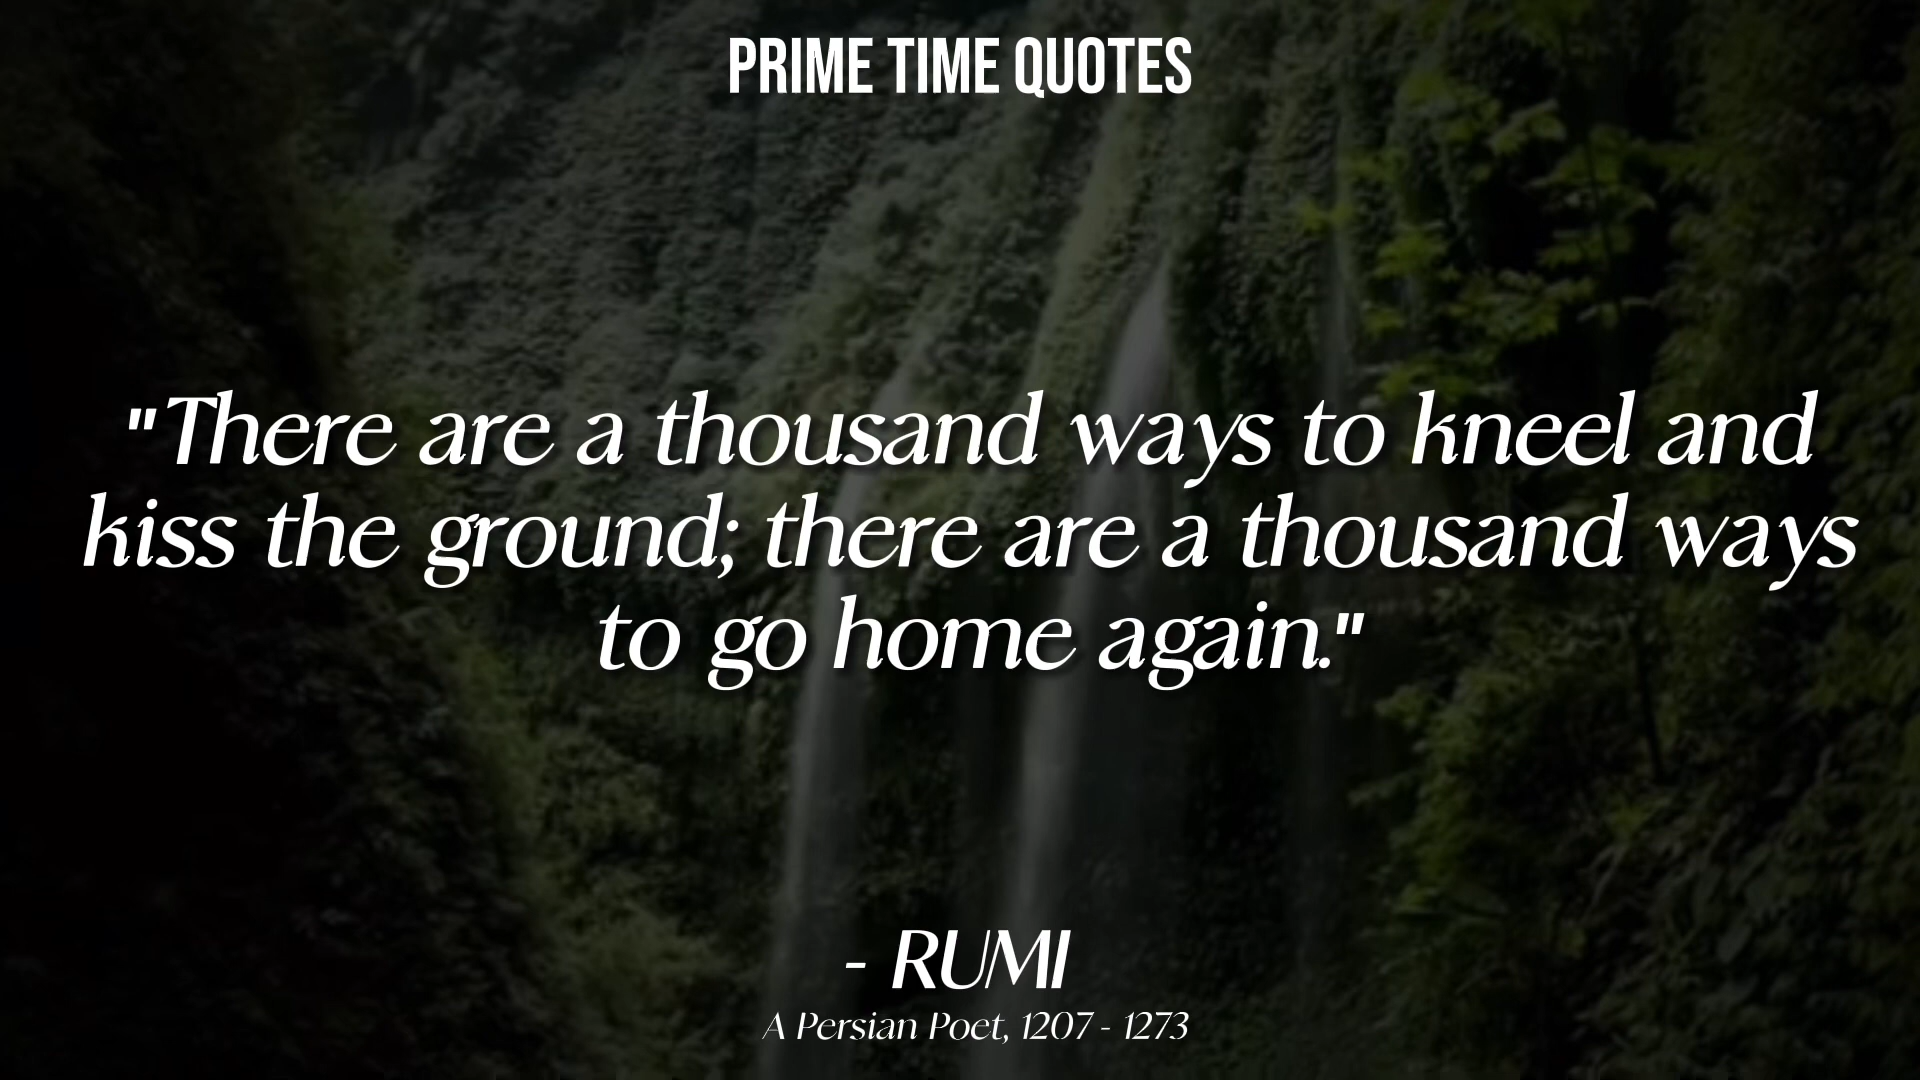 PRIME TIME QUOTES
"There are a thousand ways to kneel and
kiss the ground; there are a thousand ways
to go home again."
- RUMI
A Persian Poet, 1207 - 1273